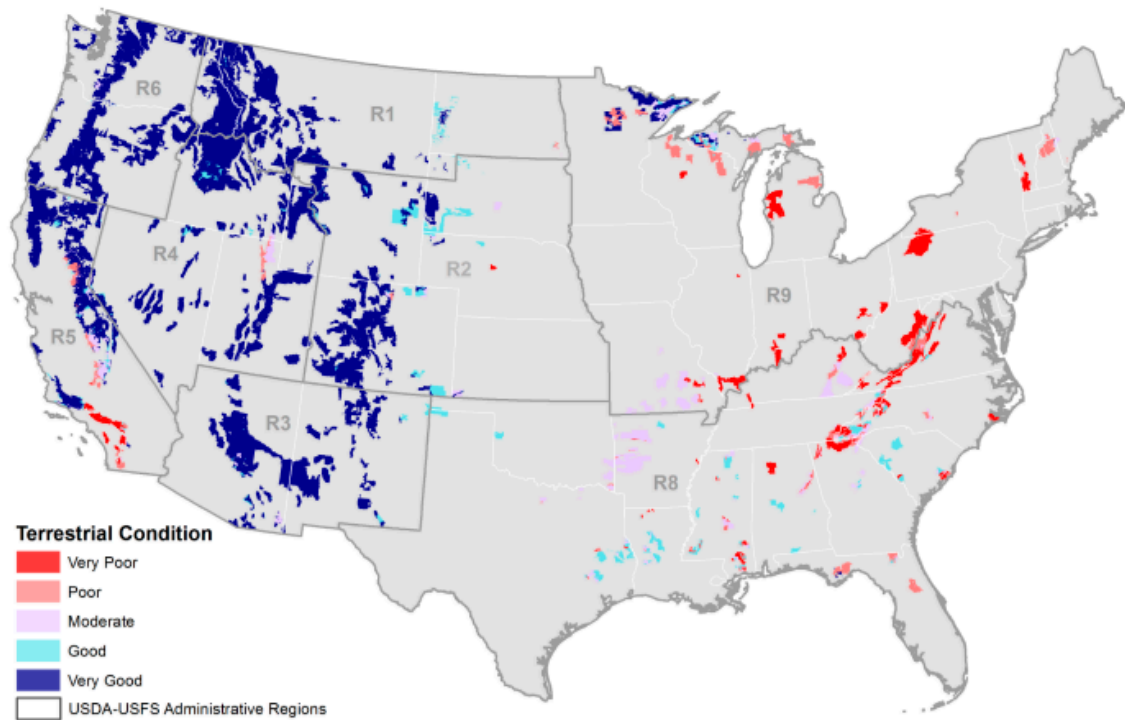 R6
R1
R4
R2
R9
R5
R3
R8
Terrestrial Condition
Very Poor
Poor
Moderate
Good
Very Good
USDA-USFS Administrative Regions